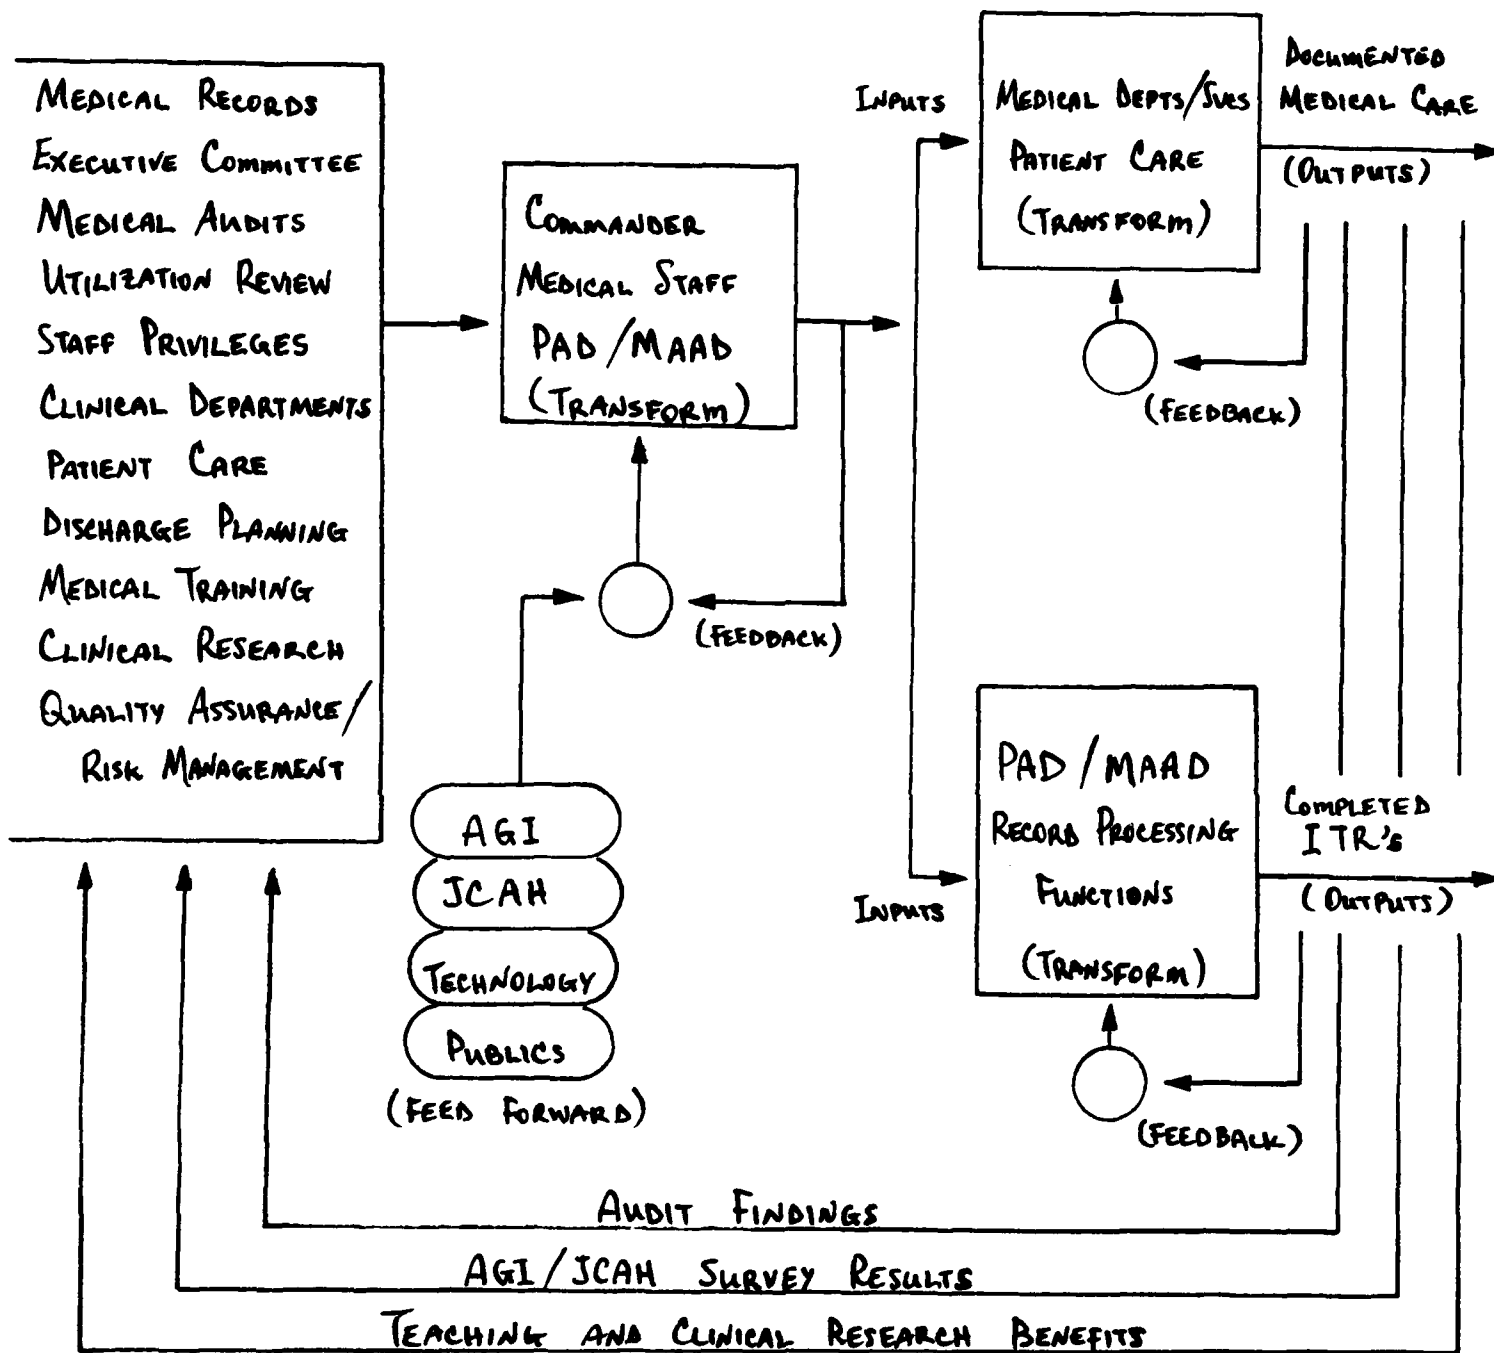 MEDICAL RECORDS
EXECUTIVE COMMITTEE
MEDICAL AUDITS
UTILIZATION REVIEW
STAFF PRIVILEGES
CLINICAL DEPARTMENTS
PATIENT CARE
DISCHARGE PLANNING
MEDICAL TRAINING
CLINICAL RESEARCH
QUALITY ASSURANCE/
RISK MANAGEMENT
COMMANDER
MEDICAL STAFF
PAD/MAAD
(TRANSFORM)
(FEEDBACK)
AGI
JCAH
TECHNOLOGY
PUBLICS
(FEED FORWARD)
INPUTS
MEDICAL DEPTS/SVCS
PATIENT CARE
(TRANSFORM)
DOCUMENTED
MEDICAL CARE
(OUTPUTS)
(FEEDBACK)
INPUTS
PAD/MAAD
RECORD PROCESSING
FUNCTIONS
(TRANSFORM)
COMPLETED
ITR's
(OUTPUTS)
(FEEDBACK)
AUDIT FINDINGS
AGI/JCAH SURVEY RESULTS
TEACHING AND CLINICAL RESEARCH BENEFITS